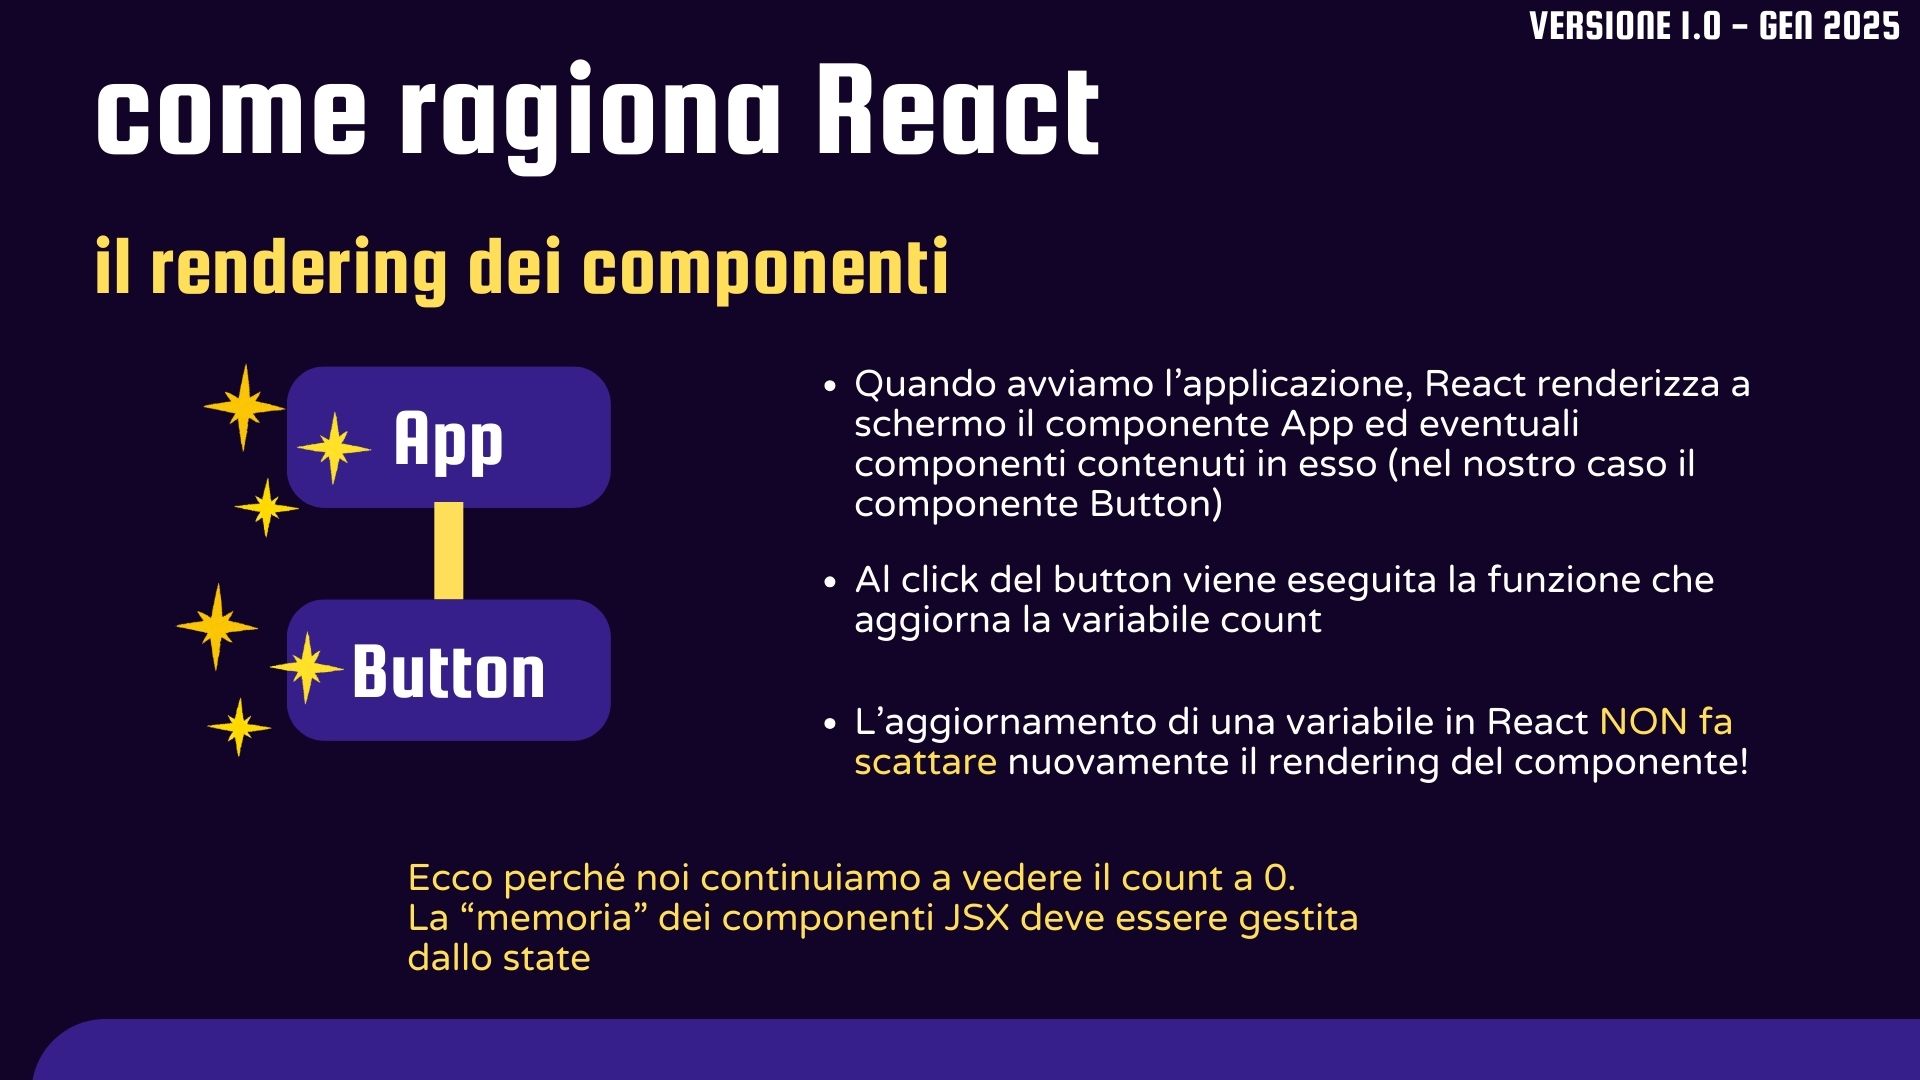 VERSIONE 1.0 - GEN 2025
come ragiona React
il rendering dei componenti
App
Button
• Quando avviamo l’applicazione, React renderizza a
schermo il componente App ed eventuali
componenti contenuti in esso (nel nostro caso il
componente Button)
• Al click del button viene eseguita la funzione che
aggiorna la variabile count
• L’aggiornamento di una variabile in React NON fa
scattare nuovamente il rendering del componente!
Ecco perché noi continuiamo a vedere il count a 0.
La “memoria” dei componenti JSX deve essere gestita
dallo state